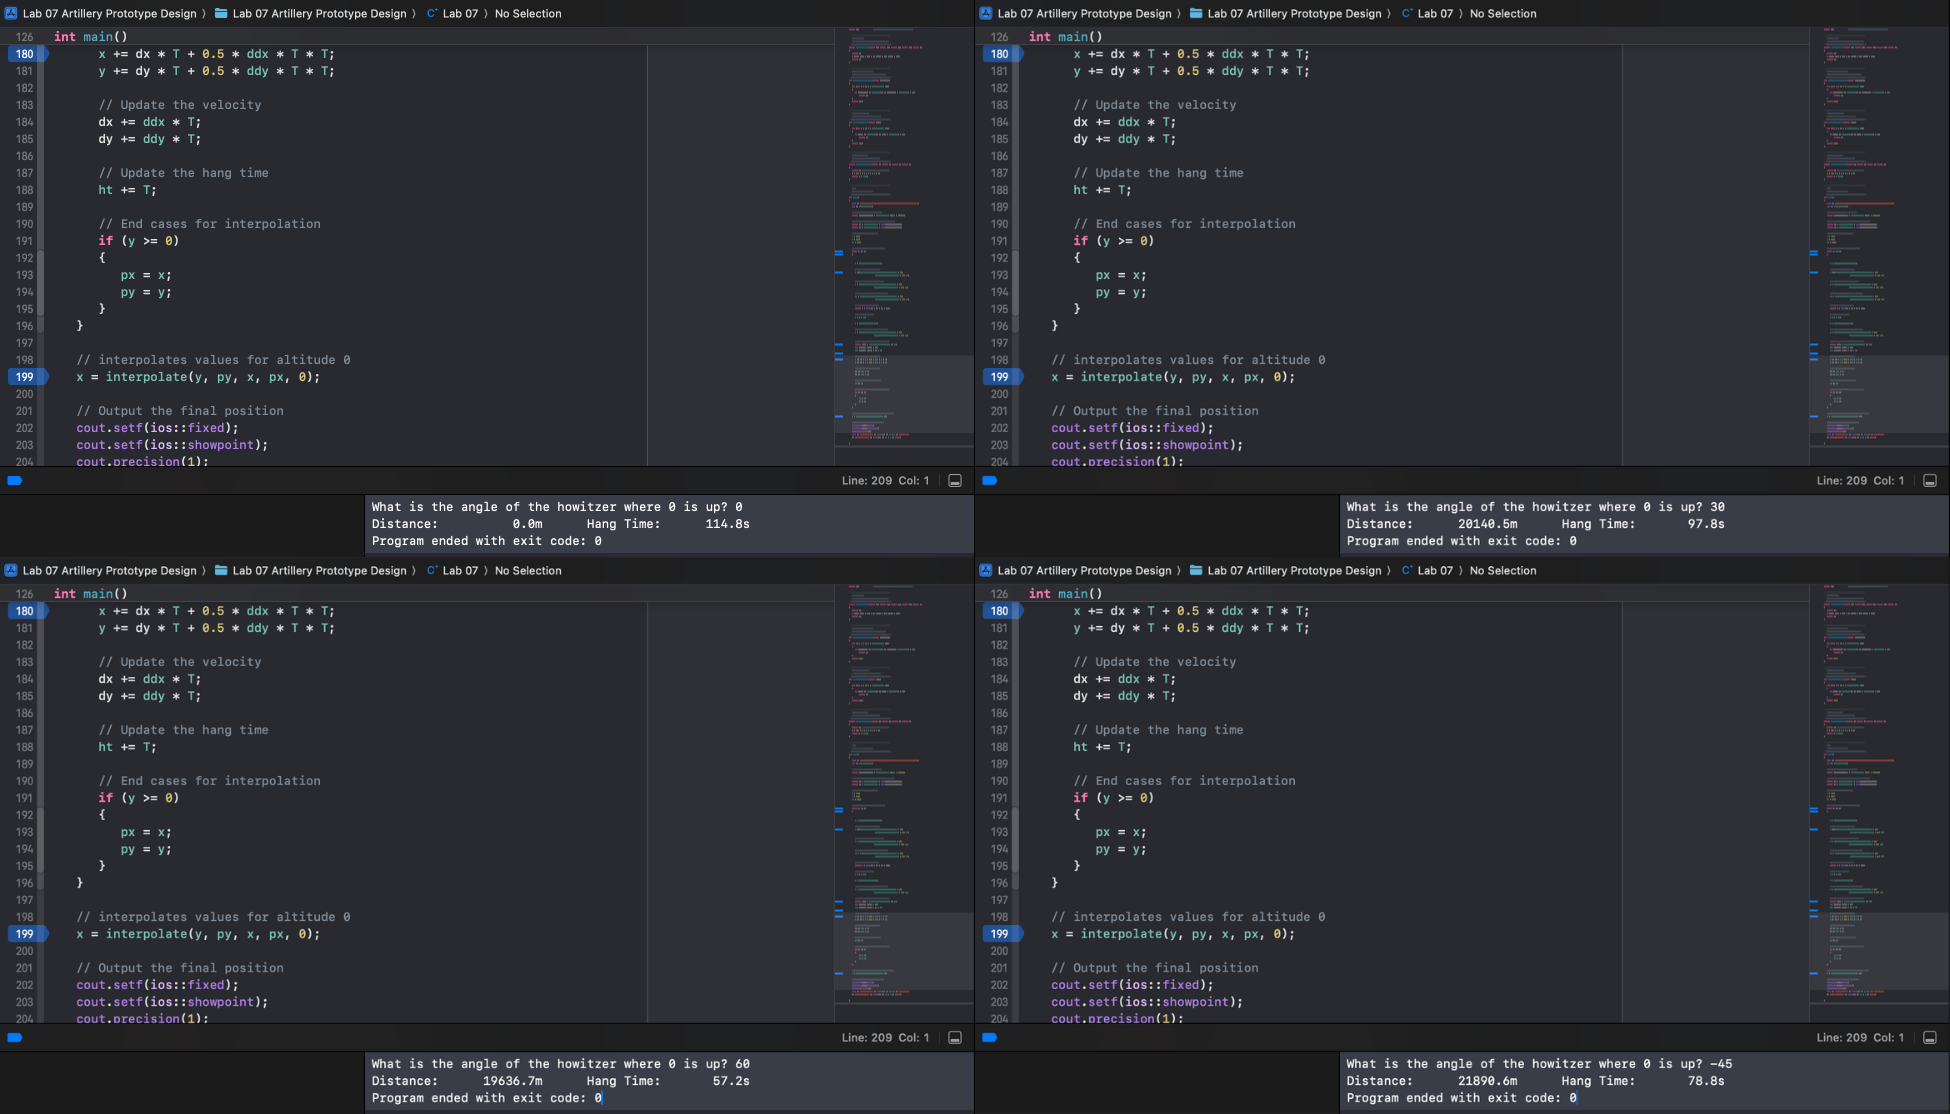 Lab 07 Artillery Prototype Design 〉 Lab 07 Artillery Prototype Design 〉 C+ Lab 07 〉 No Selection
126 int main()
180 x += dx * T + 0.5 * ddx * T * T;
181 y += dy * T + 0.5 * ddy * T * T;
182
183 // Update the velocity
184 dx += ddx * T;
185 dy += ddy * T;
186
187 // Update the hang time
188 ht += T;
189
190 // End cases for interpolation
191 if (y >= 0)
192 {
193 px = x;
194 py = y;
195 }
196 }
197
198 // interpolates values for altitude 0
199 x = interpolate(y, py, x, px, 0);
200
201 // Output the final position
202 cout.setf(ios::fixed);
203 cout.setf(ios::showpoint);
204 cout.precision(1);
Line: 209 Col: 1
What is the angle of the howitzer where 0 is up? 0
Distance: 0.0m Hang Time: 114.8s
Program ended with exit code: 0
Lab 07 Artillery Prototype Design 〉 Lab 07 Artillery Prototype Design 〉 C+ Lab 07 〉 No Selection
126 int main()
180 x += dx * T + 0.5 * ddx * T * T;
181 y += dy * T + 0.5 * ddy * T * T;
182
183 // Update the velocity
184 dx += ddx * T;
185 dy += ddy * T;
186
187 // Update the hang time
188 ht += T;
189
190 // End cases for interpolation
191 if (y >= 0)
192 {
193 px = x;
194 py = y;
195 }
196 }
197
198 // interpolates values for altitude 0
199 x = interpolate(y, py, x, px, 0);
200
201 // Output the final position
202 cout.setf(ios::fixed);
203 cout.setf(ios::showpoint);
204 cout.precision(1);
Line: 209 Col: 1
What is the angle of the howitzer where 0 is up? 30
Distance: 20140.5m Hang Time: 97.8s
Program ended with exit code: 0
Lab 07 Artillery Prototype Design 〉 Lab 07 Artillery Prototype Design 〉 C+ Lab 07 〉 No Selection
126 int main()
180 x += dx * T + 0.5 * ddx * T * T;
181 y += dy * T + 0.5 * ddy * T * T;
182
183 // Update the velocity
184 dx += ddx * T;
185 dy += ddy * T;
186
187 // Update the hang time
188 ht += T;
189
190 // End cases for interpolation
191 if (y >= 0)
192 {
193 px = x;
194 py = y;
195 }
196 }
197
198 // interpolates values for altitude 0
199 x = interpolate(y, py, x, px, 0);
200
201 // Output the final position
202 cout.setf(ios::fixed);
203 cout.setf(ios::showpoint);
204 cout.precision(1);
Line: 209 Col: 1
What is the angle of the howitzer where 0 is up? 60
Distance: 19636.7m Hang Time: 57.2s
Program ended with exit code: 0
Lab 07 Artillery Prototype Design 〉 Lab 07 Artillery Prototype Design 〉 C+ Lab 07 〉 No Selection
126 int main()
180 x += dx * T + 0.5 * ddx * T * T;
181 y += dy * T + 0.5 * ddy * T * T;
182
183 // Update the velocity
184 dx += ddx * T;
185 dy += ddy * T;
186
187 // Update the hang time
188 ht += T;
189
190 // End cases for interpolation
191 if (y >= 0)
192 {
193 px = x;
194 py = y;
195 }
196 }
197
198 // interpolates values for altitude 0
199 x = interpolate(y, py, x, px, 0);
200
201 // Output the final position
202 cout.setf(ios::fixed);
203 cout.setf(ios::showpoint);
204 cout.precision(1);
Line: 209 Col: 1
What is the angle of the howitzer where 0 is up? -45
Distance: 21890.6m Hang Time: 78.8s
Program ended with exit code: 0